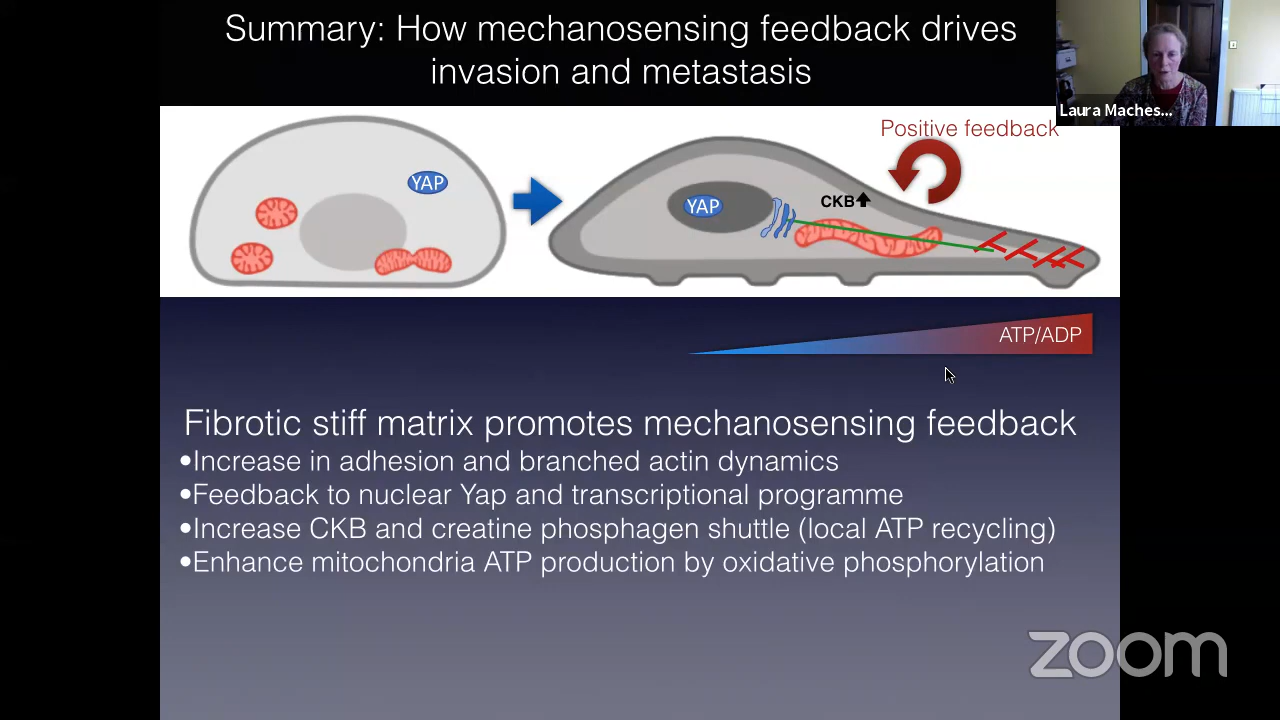 Summary: How mechanosensing feedback drives
invasion and metastasis
Laura Maches...
Positive feedback
YAP
YAP
CKB
ATP/ADP
Fibrotic stiff matrix promotes mechanosensing feedback
•Increase in adhesion and branched actin dynamics
•Feedback to nuclear Yap and transcriptional programme
•Increase CKB and creatine phosphagen shuttle (local ATP recycling)
•Enhance mitochondria ATP production by oxidative phosphorylation
zoom